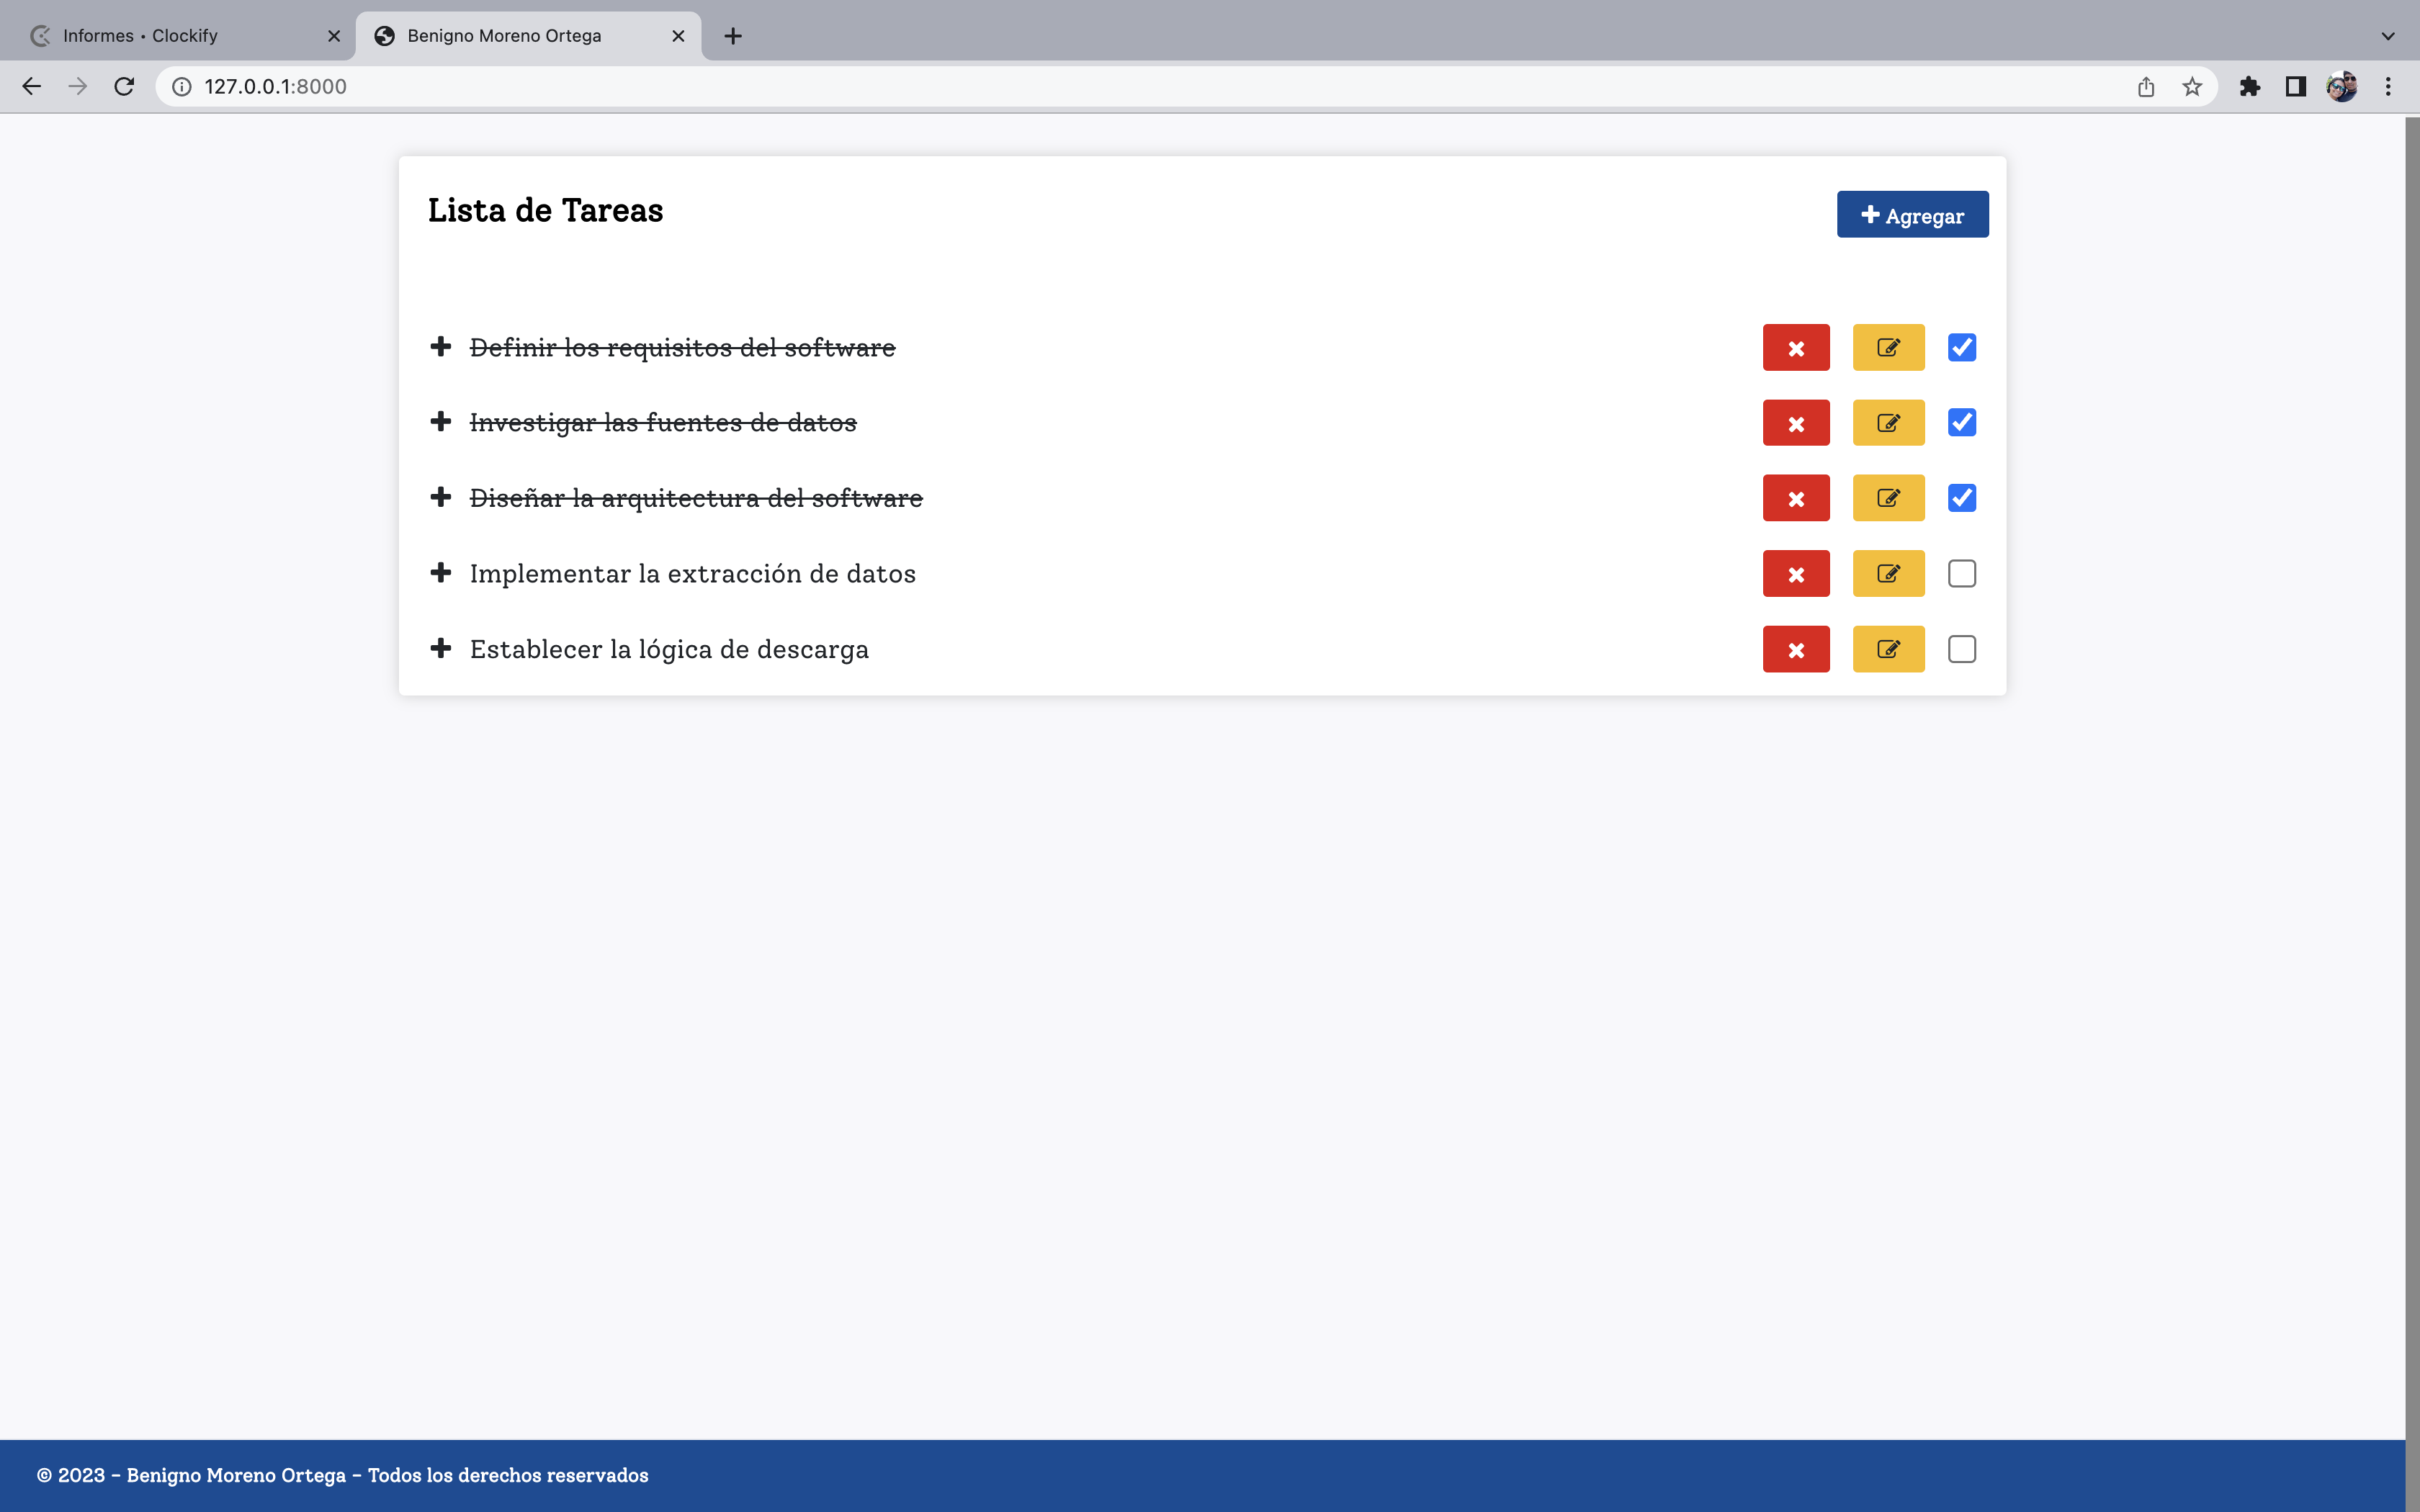 Informes • Clockify
Benigno Moreno Ortega
127.0.0.1:8000
Lista de Tareas
Agregar
Definir los requisitos del software
Investigar las fuentes de datos
Diseñar la arquitectura del software
Implementar la extracción de datos
Establecer la lógica de descarga
© 2023 - Benigno Moreno Ortega - Todos los derechos reservados